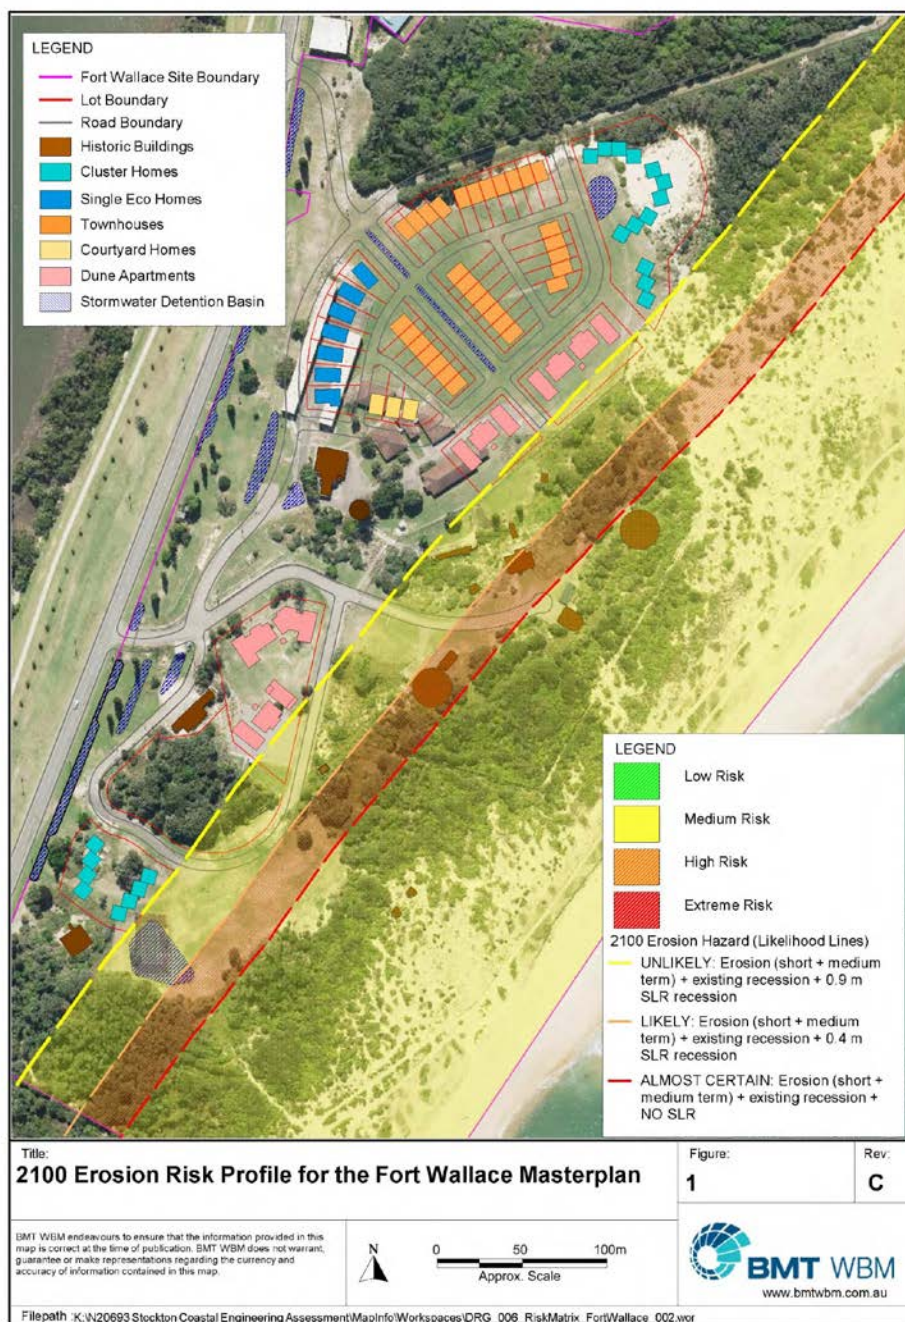 LEGEND
Fort Wallace Site Boundary
Lot Boundary
Road Boundary
Historic Buildings
Cluster Homes
Single Eco Homes
Townhouses
Courtyard Homes
Dune Apartments
Stormwater Detention Basin
LEGEND
Low Risk
Medium Risk
High Risk
Extreme Risk
2100 Erosion Hazard (Likelihood Lines)
UNLIKELY: Erosion (short + medium
term) + existing recession + 0.9 m
SLR recession
LIKELY: Erosion (short + medium
term) + existing recession + 0.4 m
SLR recession
ALMOST CERTAIN: Erosion (short +
medium term) + existing recession +
NO SLR
Title:
2100 Erosion Risk Profile for the Fort Wallace Masterplan
Figure:
1
Rev:
C
BMT WBM endeavours to ensure that the information provided in this
map is correct at the time of publication. BMT WBM does not warrant,
guarantee or make representations regarding the currency and
accuracy of information contained in this map.
N
0 50 100m
Approx. Scale
BMT WBM
www.bmtwbm.com.au
Filepath :K:\N20693 Stockton Coastal Engineering Assessment\MapInfo\Workspaces\DRG_006_RiskMatrix_FortWallace_002.wor